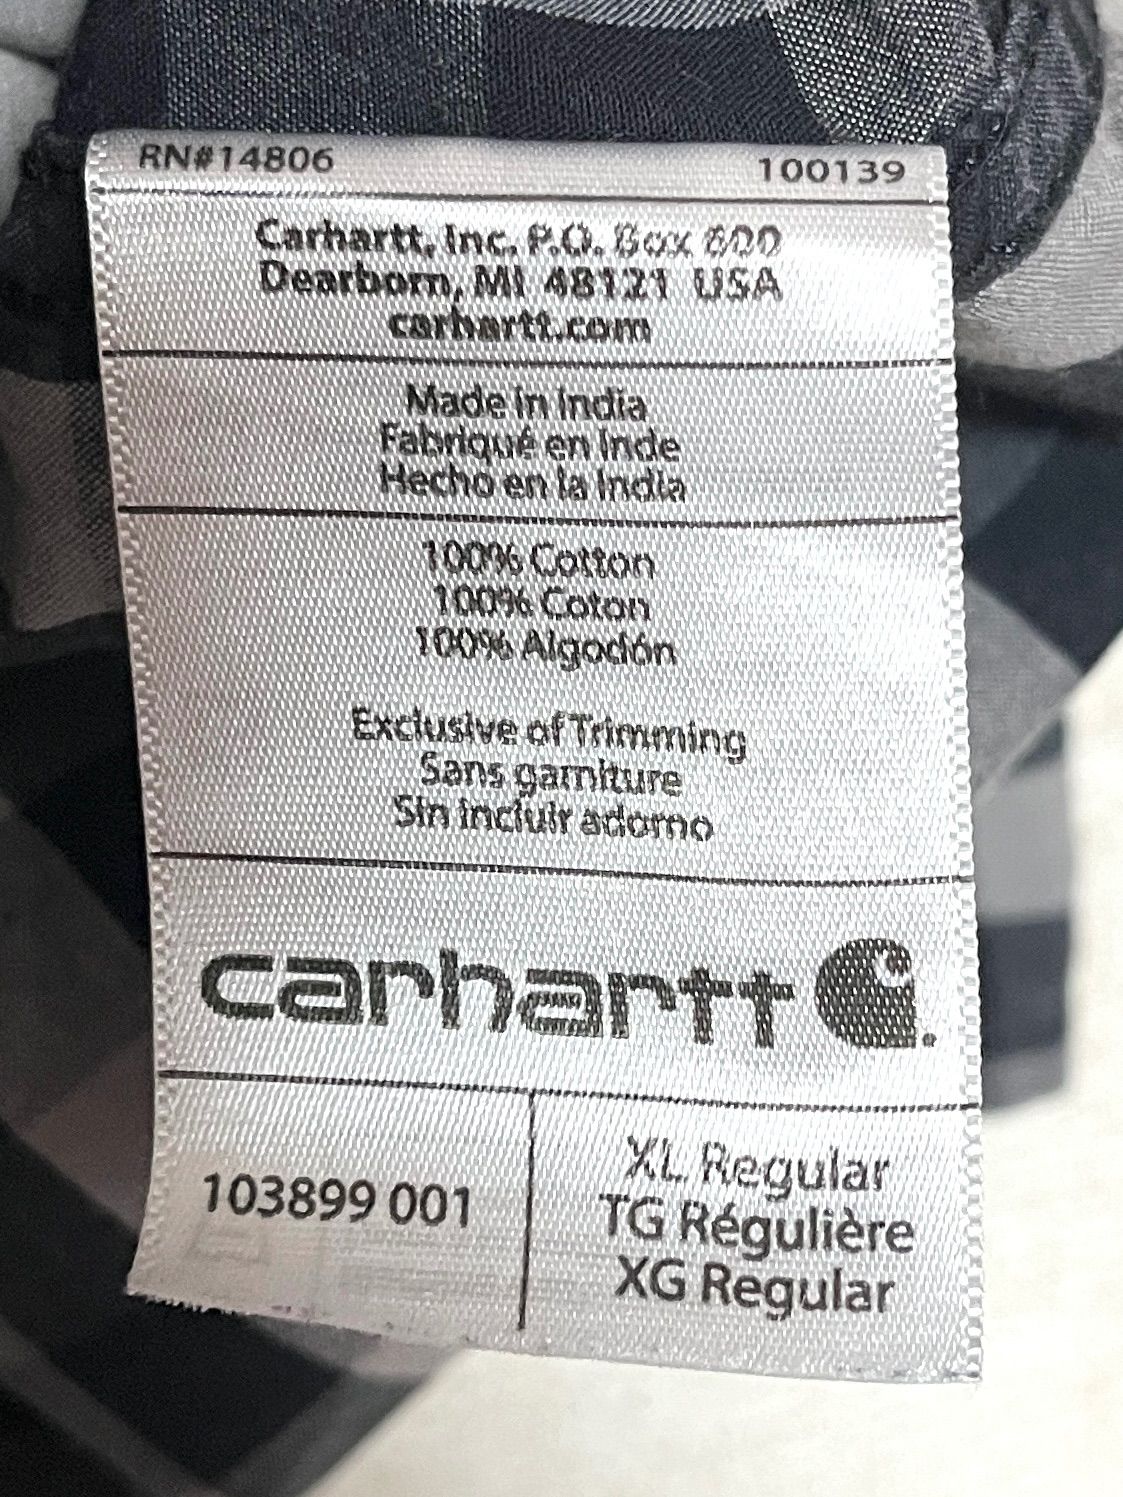 RN#14806 100139
Carhartt, Inc. P.O. Box 600
Dearborn, MI 48121 USA
carhartt.com
Made in India
Fabriqué en Inde
Hecho en la India
100% Cotton
100% Coton
100% Algodón
Exclusive of Trimming
Sans garniture
Sin incluir adorno
carhartt
103899 001
XL Regular
TG Régulière
XG Regular